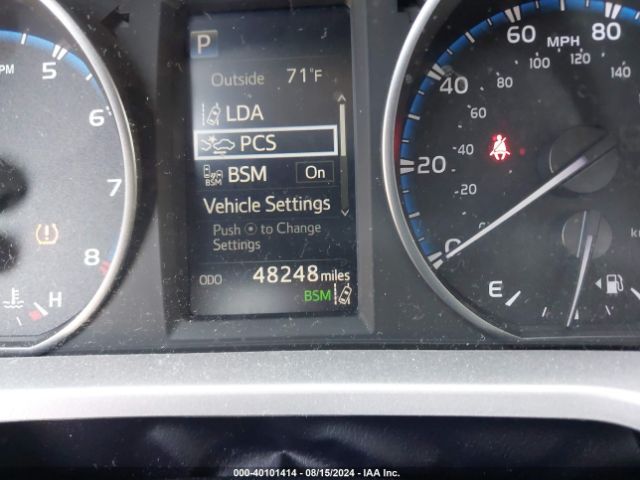 P
Outside 71°F
LDA
PCS
BSM
BSM On
Vehicle Settings
Push to Change
Settings
ODO 48248 miles
BSM
5
6
7
8
H
0
20
40
60
80
MPH
20
40
60
80
100
120
140
E
000-40101414 - 08/15/2024 - IAA Inc.